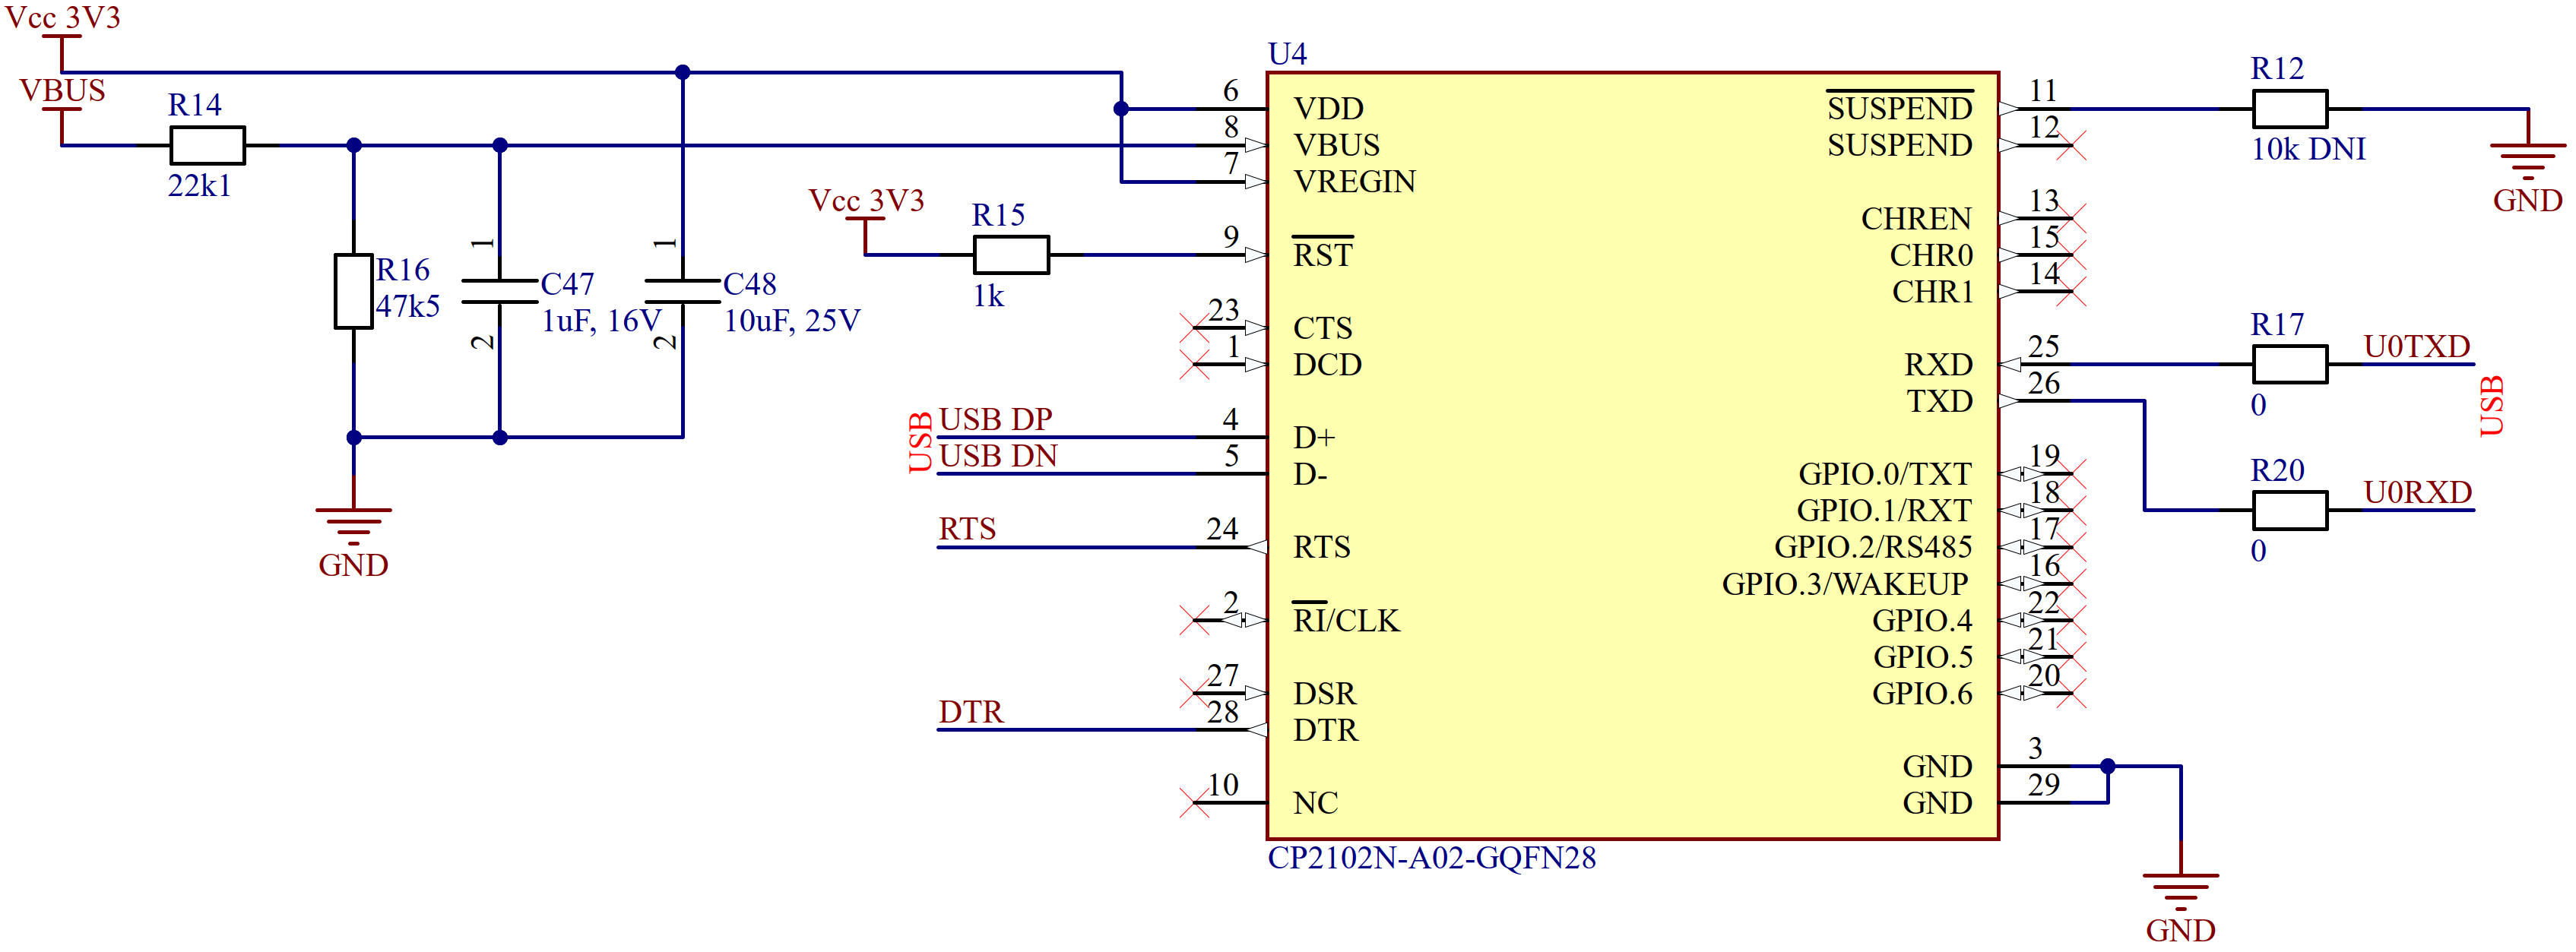 Vcc 3V3
VBUS
R14
22k1
R16
47k5
1
C47
1uF, 16V
2
1
C48
10uF, 25V
2
GND
Vcc 3V3
R15
1k
USB
USB DP
USB DN
RTS
DTR
U4
6 VDD
8 VBUS
7 VREGIN
9 RST
23 CTS
1 DCD
4 D+
5 D-
24 RTS
2 RI/CLK
27 DSR
28 DTR
10 NC
SUSPEND 11
SUSPEND 12
CHREN 13
CHR0 15
CHR1 14
RXD 25
TXD 26
GPIO.0/TXT 19
GPIO.1/RXT 18
GPIO.2/RS485 17
GPIO.3/WAKEUP 16
GPIO.4 22
GPIO.5 21
GPIO.6 20
GND 3
GND 29
CP2102N-A02-GQFN28
R12
10k DNI
GND
R17
0
U0TXD
USB
R20
0
U0RXD
GND